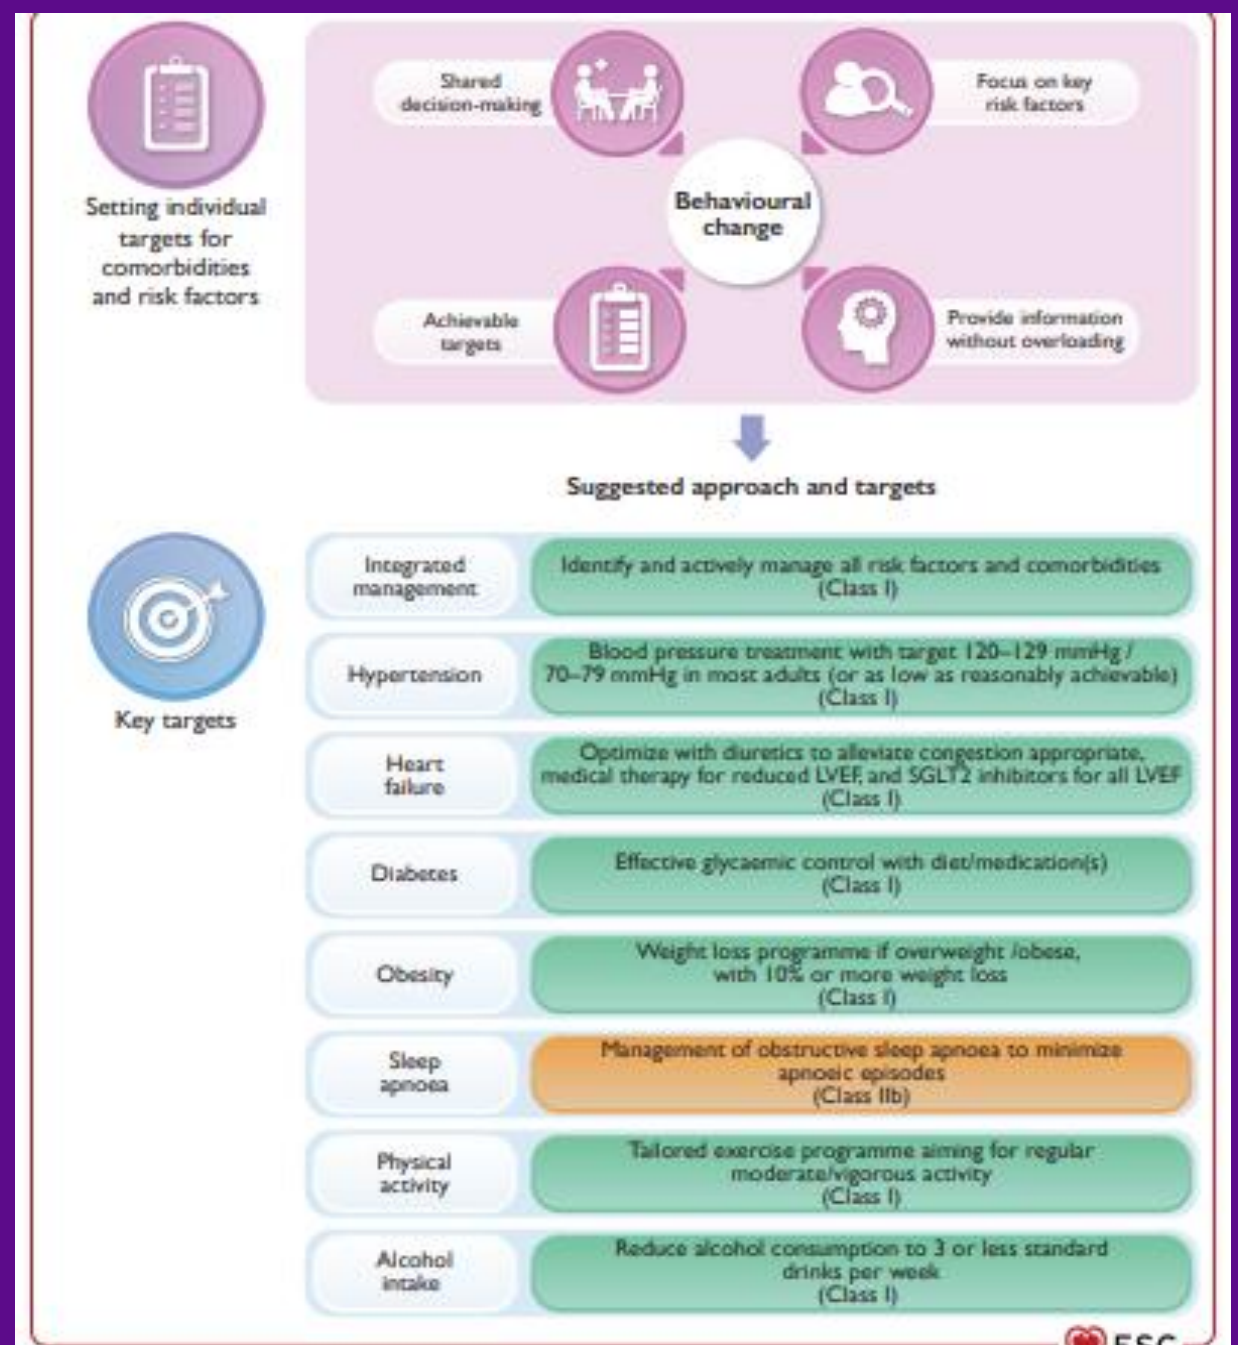 Shared
decision-making
Focus on key
risk factors
Behavioural
change
Setting individual
targets for
comorbidities
and risk factors
Achievable
targets
Provide information
without overloading
Suggested approach and targets
Key targets
Integrated
management
Identify and actively manage all risk factors and comorbidities
(Class I)
Hypertension
Blood pressure treatment with target 120–129 mmHg /
70–79 mmHg in most adults (or as low as reasonably achievable)
(Class I)
Heart
failure
Optimize with diuretics to alleviate congestion appropriate,
medical therapy for reduced LVEF, and SGLT2 inhibitors for all LVEF
(Class I)
Diabetes
Effective glycaemic control with diet/medication(s)
(Class I)
Obesity
Weight loss programme if overweight /obese,
with 10% or more weight loss
(Class I)
Sleep
apnoea
Management of obstructive sleep apnoea to minimize
apnoeic episodes
(Class IIb)
Physical
activity
Tailored exercise programme aiming for regular
moderate/vigorous activity
(Class I)
Alcohol
intake
Reduce alcohol consumption to 3 or less standard
drinks per week
(Class I)
ESC